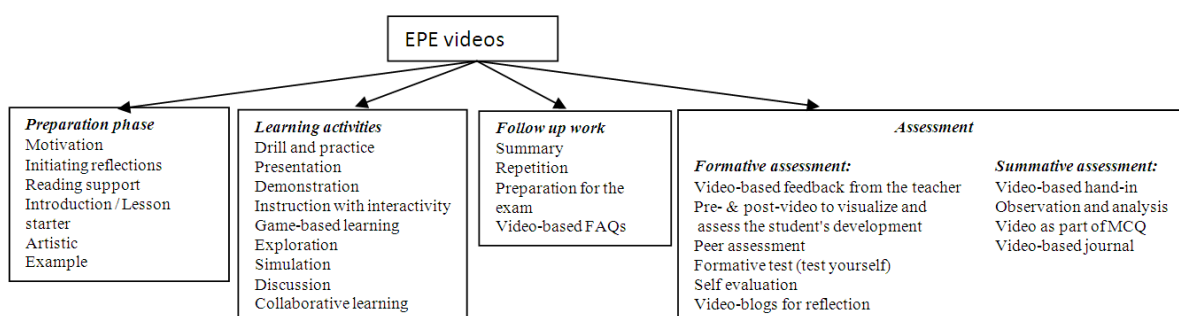 EPE videos
Preparation phase
Motivation
Initiating reflections
Reading support
Introduction / Lesson
starter
Artistic
Example
Learning activities
Drill and practice
Presentation
Demonstration
Instruction with interactivity
Game-based learning
Exploration
Simulation
Discussion
Collaborative learning
Follow up work
Summary
Repetition
Preparation for the
exam
Video-based FAQs
Assessment
Formative assessment:
Video-based feedback from the teacher
Pre- & post-video to visualize and
assess the student's development
Peer assessment
Formative test (test yourself)
Self evaluation
Video-blogs for reflection
Summative assessment:
Video-based hand-in
Observation and analysis
Video as part of MCQ
Video-based journal